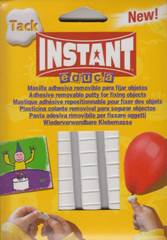 Tack
New!
INSTANT
educa
Masilla adhesiva removible para fijar objetos
Adhesive removable putty for fixing objects
Mastique adhésive repositionnable pour fixer des objets
Plasticina colante removível para segurar objectos
Pasta adesiva removibile per fissare oggetti
Wiederverwendbare Klebemasse